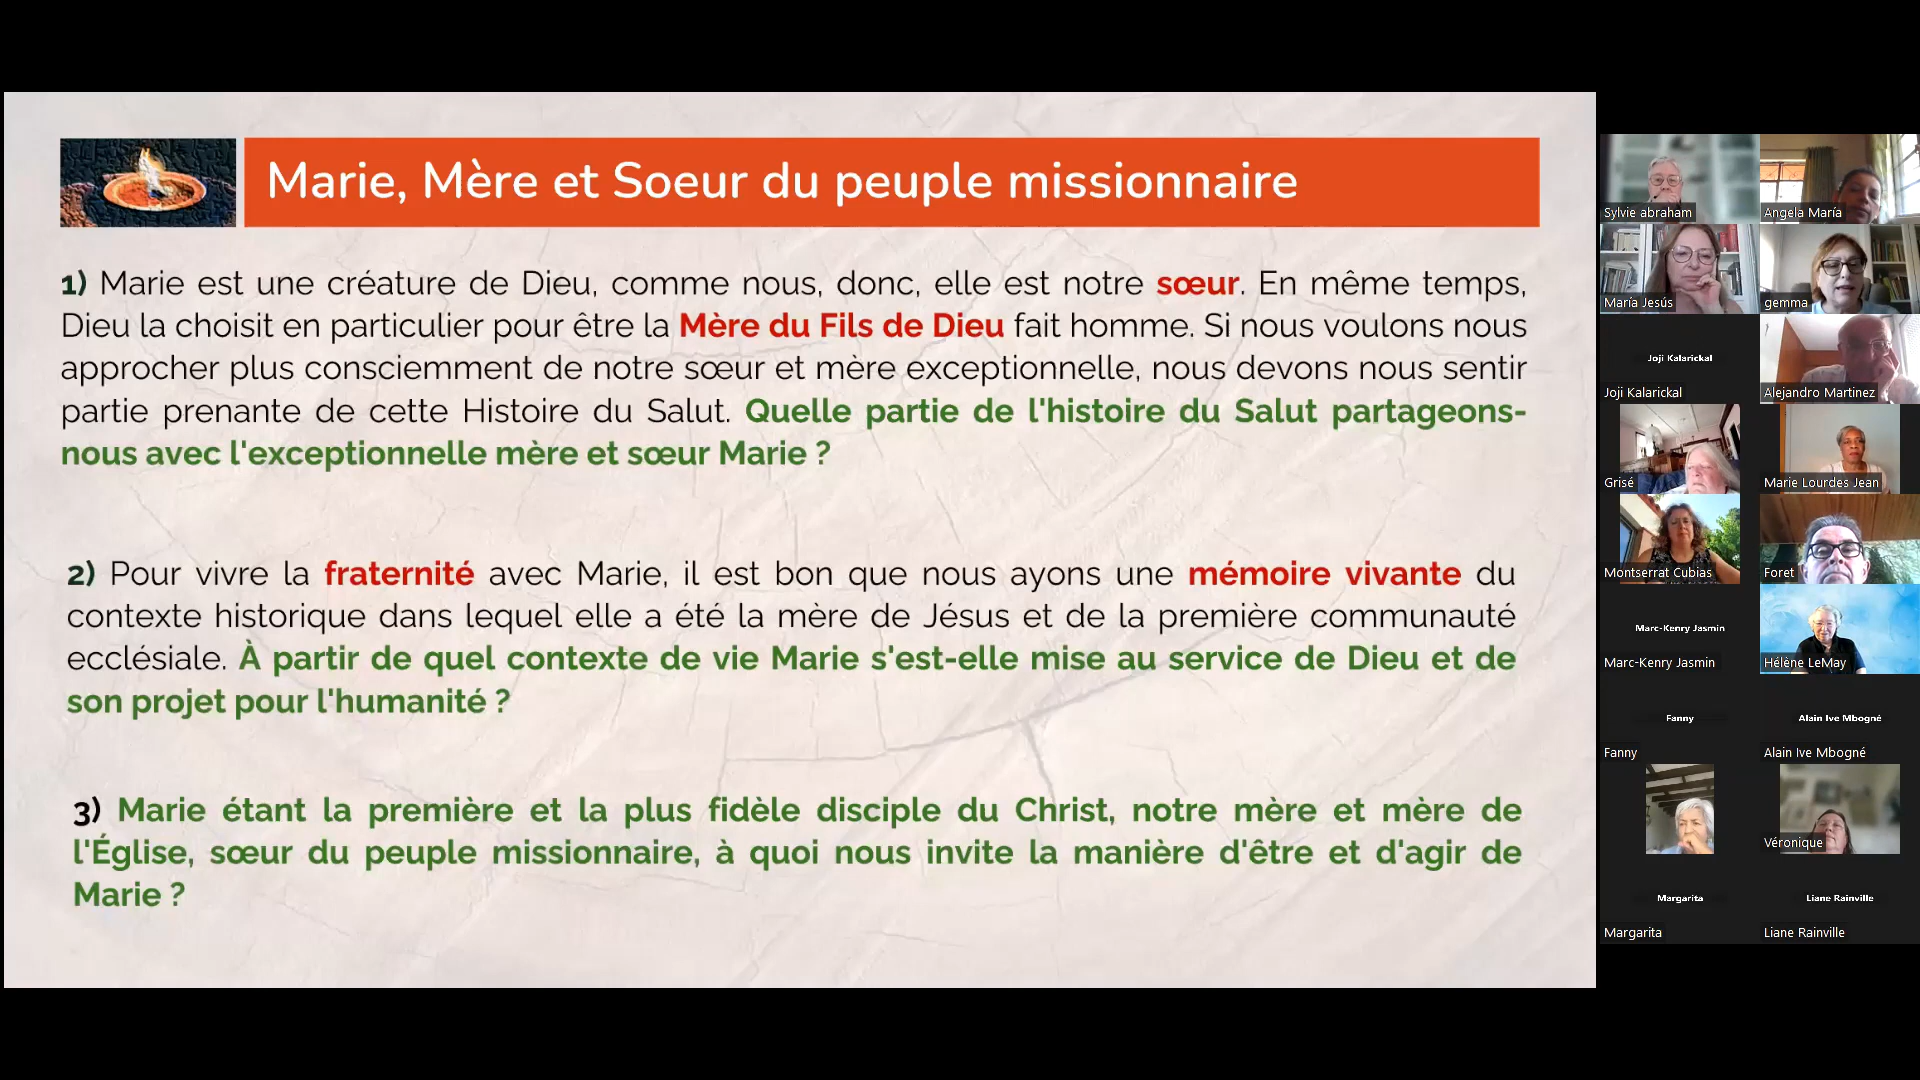 Marie, Mère et Soeur du peuple missionnaire
1) Marie est une créature de Dieu, comme nous, donc, elle est notre sœur. En même temps,
Dieu la choisit en particulier pour être la Mère du Fils de Dieu fait homme. Si nous voulons nous
approcher plus consciemment de notre sœur et mère exceptionnelle, nous devons nous sentir
partie prenante de cette Histoire du Salut. Quelle partie de l'histoire du Salut partageons-
nous avec l'exceptionnelle mère et sœur Marie ?
2) Pour vivre la fraternité avec Marie, il est bon que nous ayons une mémoire vivante du
contexte historique dans lequel elle a été la mère de Jésus et de la première communauté
ecclésiale. À partir de quel contexte de vie Marie s'est-elle mise au service de Dieu et de
son projet pour l'humanité ?
3) Marie étant la première et la plus fidèle disciple du Christ, notre mère et mère de
l'Église, sœur du peuple missionnaire, à quoi nous invite la manière d'être et d'agir de
Marie ?
Sylvie abraham
Angela María
María Jesús
gemma
Joji Kalarickal
Joji Kalarickal
Alejandro Martinez
Grisé
Marie Lourdes Jean
Montserrat Cubias
Foret
Marc-Kenry Jasmin
Marc-Kenry Jasmin
Hélène LeMay
Fanny
Fanny
Alain Ive Mbogné
Alain Ive Mbogné
Véronique
Margarita
Margarita
Liane Rainville
Liane Rainville